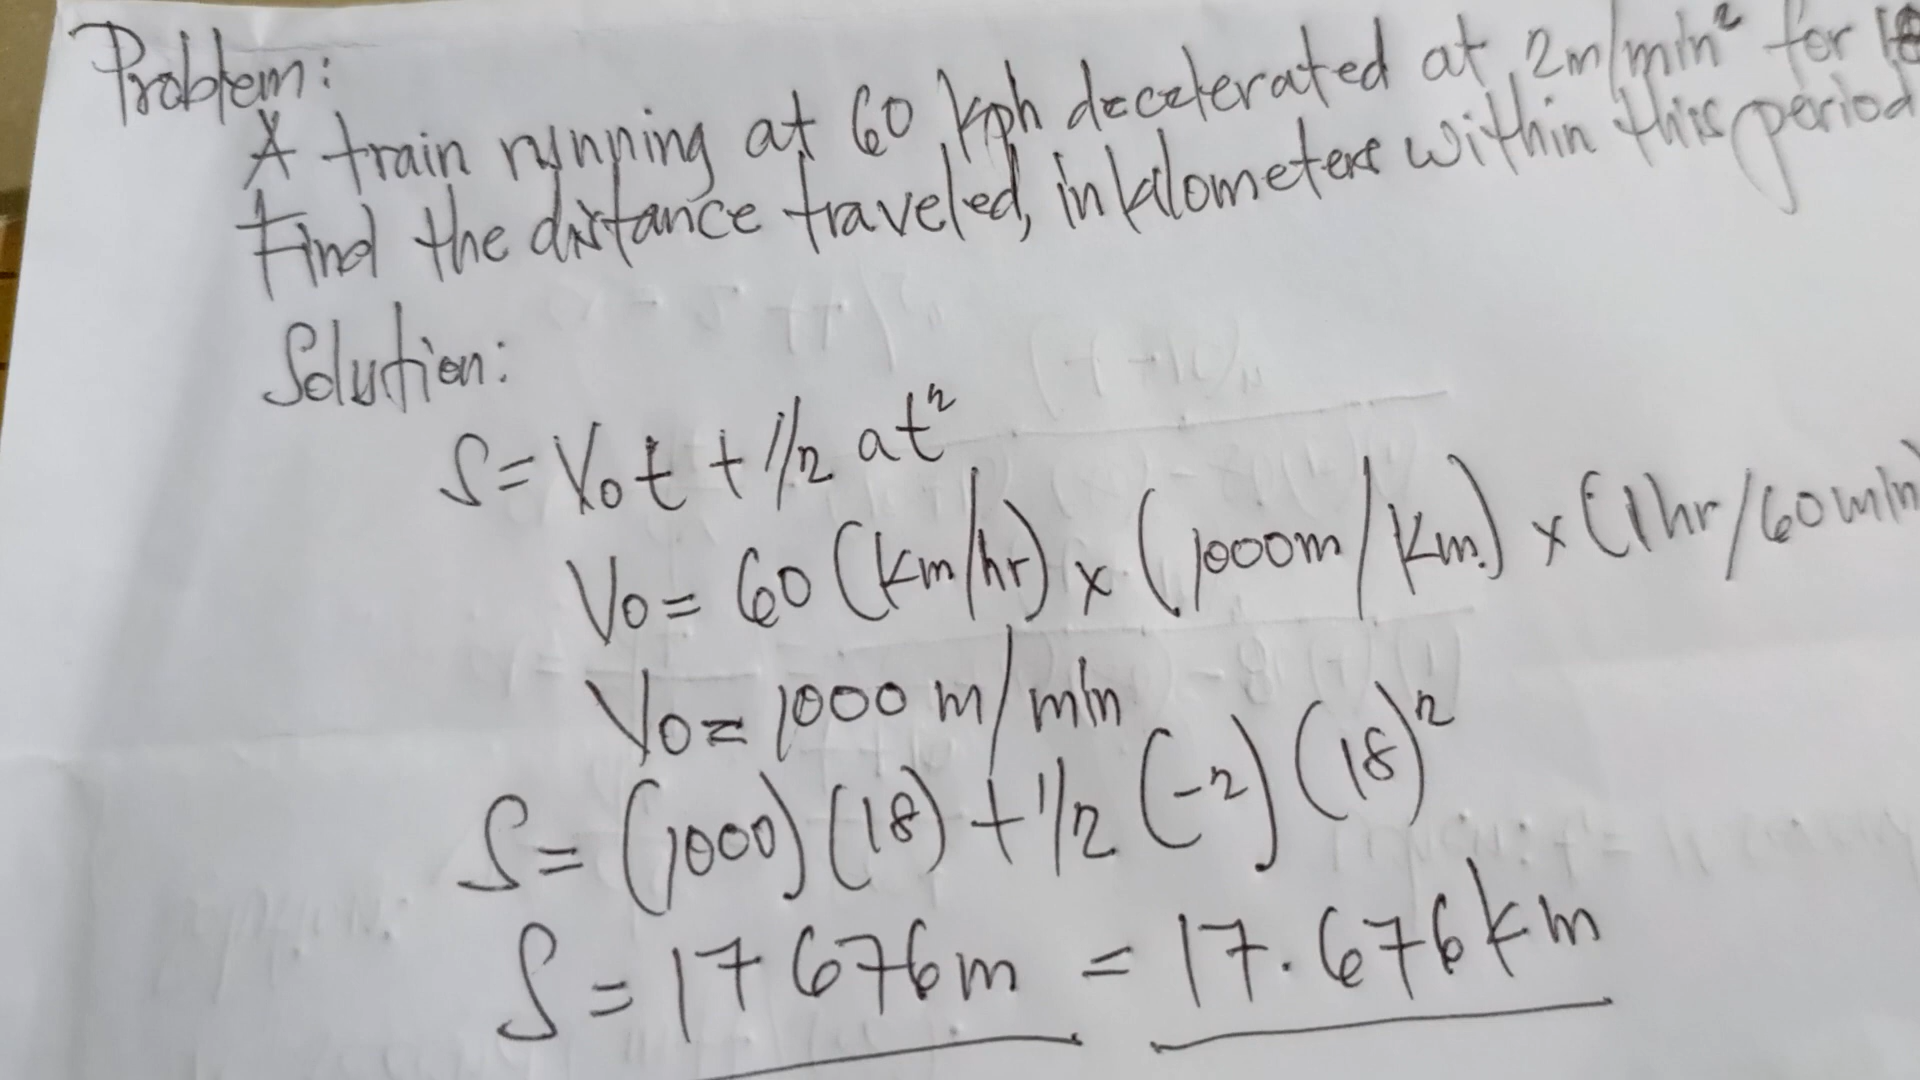 Problem:
A train running at 60 kph decelerated at 2m/min² for 18
Find the distance traveled, in kilometers within this period
Solution:
S = Vot + 1/2 at²
Vo = 60 (km/hr) x (1000m/km) x (1hr/60min)
Vo = 1000 m/min
S = (1000) (18) + 1/2 (-2) (18)²
S = 17 676m = 17.676km